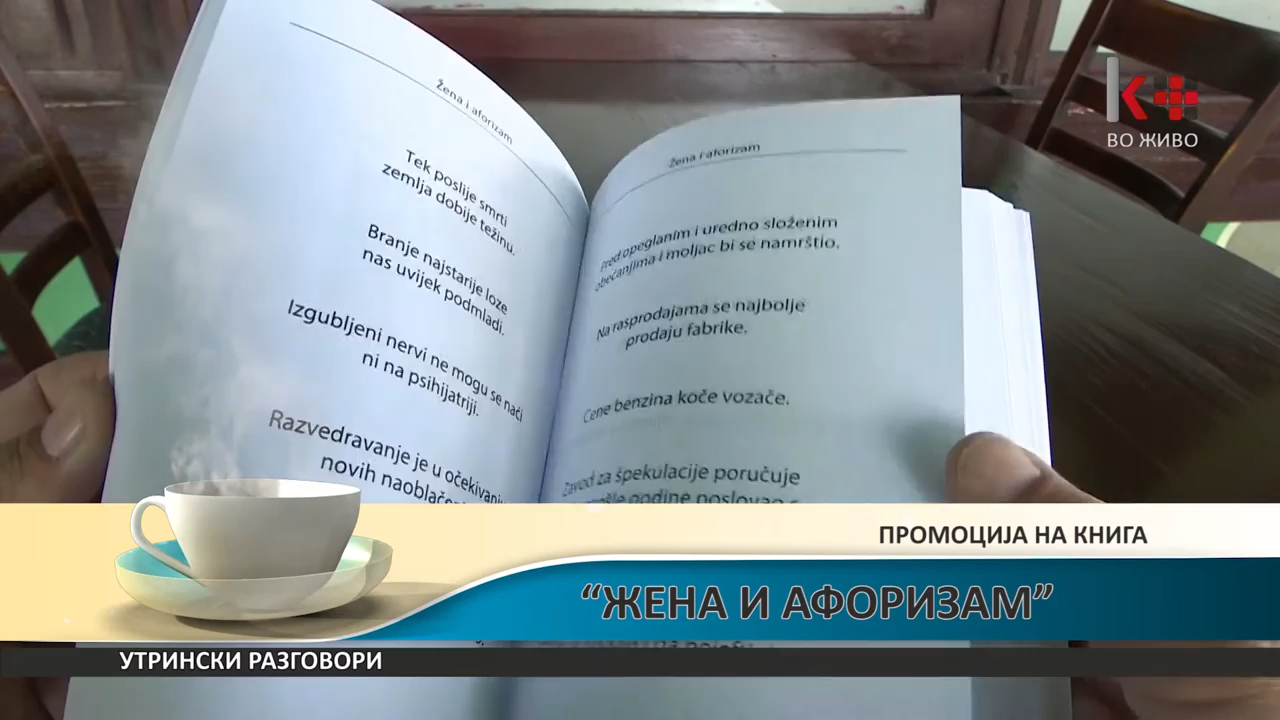 Žena i aforizam
Tek poslije smrti
zemlja dobije težinu.
Branje najstarije loze
nas uvijek podmladi.
Izgubljeni nervi ne mogu se naći
ni na psihijatriji.
Razvedravanje je u očekivanju
novih
Žena i aforizam
Pred opeglanim i uredno složenim
obećanjima i moljac bi se namrštio.
Na rasprodajama se najbolje
prodaju fabrike.
Cene benzina koče vozače.
Zavod za špekulacije poručuje
godine
K+
ВО ЖИВО
ПРОМОЦИЈА НА КНИГА
“ЖЕНА И АФОРИЗАМ”
УТРИНСКИ РАЗГОВОРИ